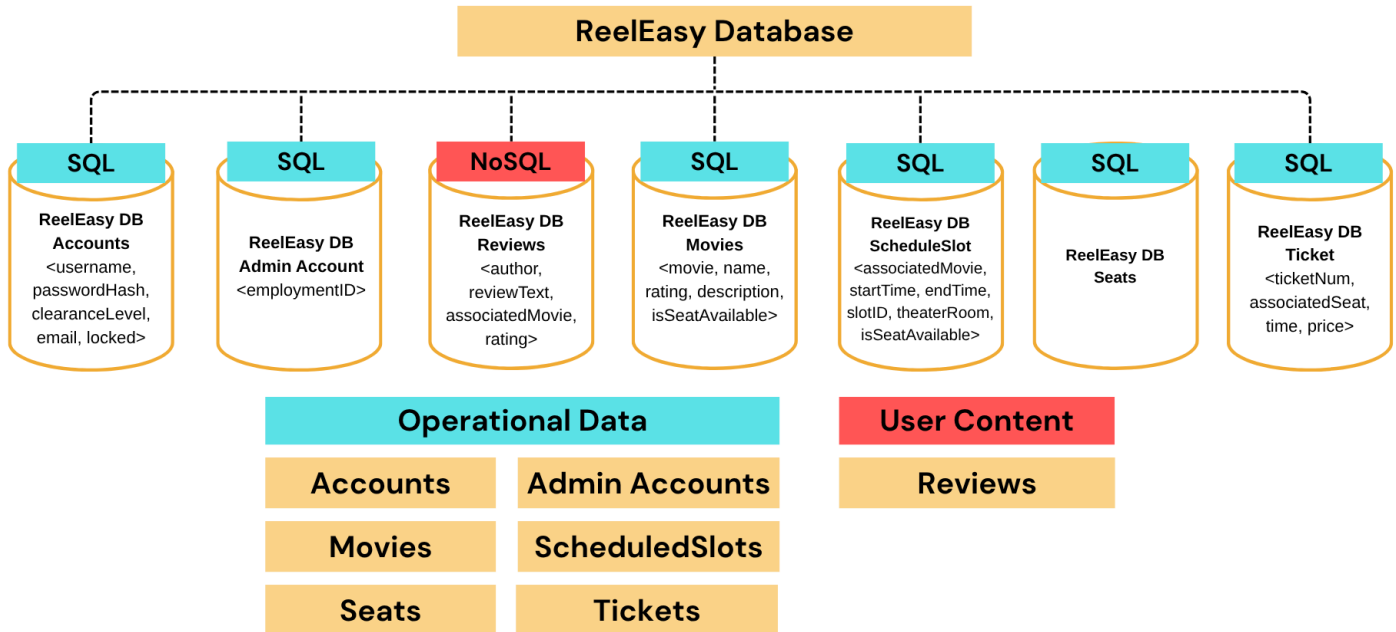 ReelEasy Database
SQL
ReelEasy DB
Accounts
<username,
passwordHash,
clearanceLevel,
email, locked>
SQL
ReelEasy DB
Admin Account
<employmentID>
NoSQL
ReelEasy DB
Reviews
<author,
reviewText,
associatedMovie,
rating>
SQL
ReelEasy DB
Movies
<movie, name,
rating, description,
isSeatAvailable>
SQL
ReelEasy DB
ScheduleSlot
<associatedMovie,
startTime, endTime,
slotID, theaterRoom,
isSeatAvailable>
SQL
ReelEasy DB
Seats
SQL
ReelEasy DB
Ticket
<ticketNum,
associatedSeat,
time, price>
Operational Data
Accounts
Admin Accounts
Movies
ScheduledSlots
Seats
Tickets
User Content
Reviews